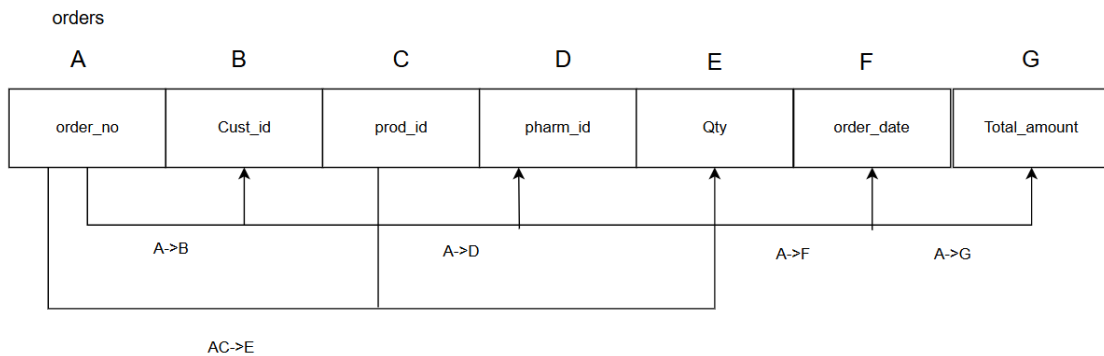 orders
A B C D E F G
order_no Cust_id prod_id pharm_id Qty order_date Total_amount
A->B A->D A->F A->G
AC->E